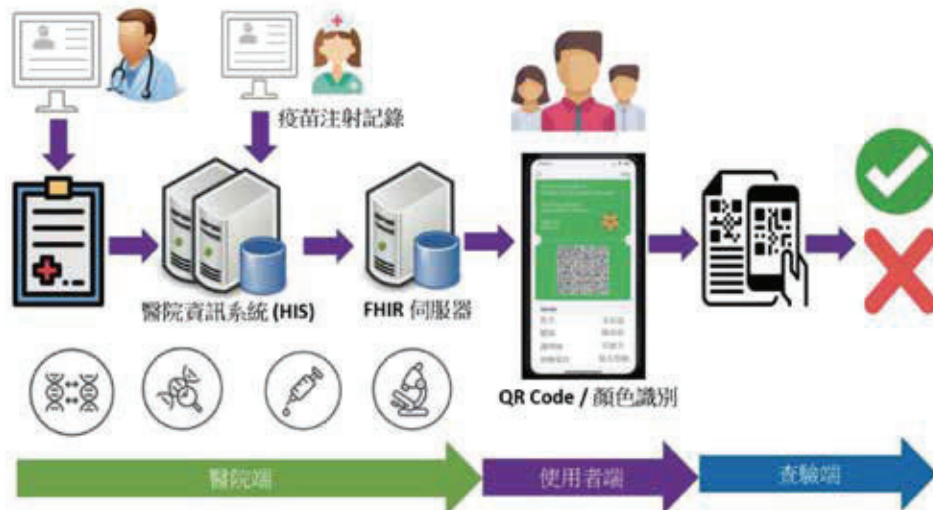 疫苗注射記錄
醫院資訊系統 (HIS)
FHIR 伺服器
QR Code / 顏色識別
醫院端
使用者端
查驗端